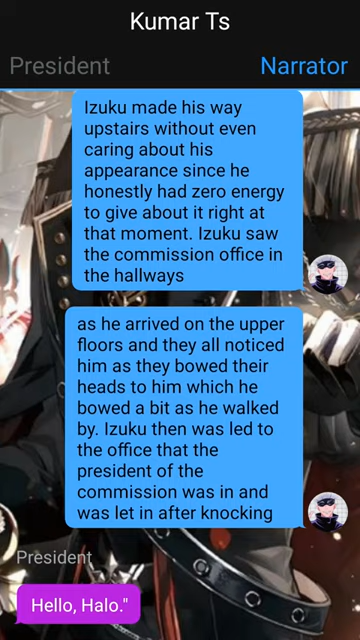 Kumar Ts
President
Narrator
Izuku made his way
upstairs without even
caring about his
appearance since he
honestly had zero energy
to give about it right at
that moment. Izuku saw
the commission office in
the hallways
as he arrived on the upper
floors and they all noticed
him as they bowed their
heads to him which he
bowed a bit as he walked
by. Izuku then was led to
the office that the
president of the
commission was in and
was let in after knocking
President
Hello, Halo."